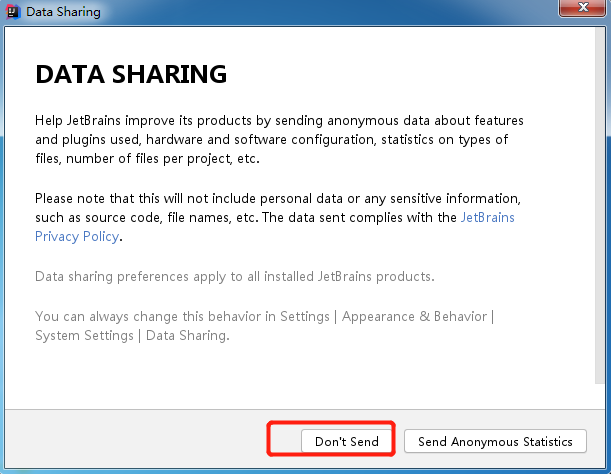 Data Sharing
DATA SHARING
Help JetBrains improve its products by sending anonymous data about features
and plugins used, hardware and software configuration, statistics on types of
files, number of files per project, etc.
Please note that this will not include personal data or any sensitive information,
such as source code, file names, etc. The data sent complies with the JetBrains
Privacy Policy.
Data sharing preferences apply to all installed JetBrains products.
You can always change this behavior in Settings | Appearance & Behavior |
System Settings | Data Sharing.
Don't Send
Send Anonymous Statistics